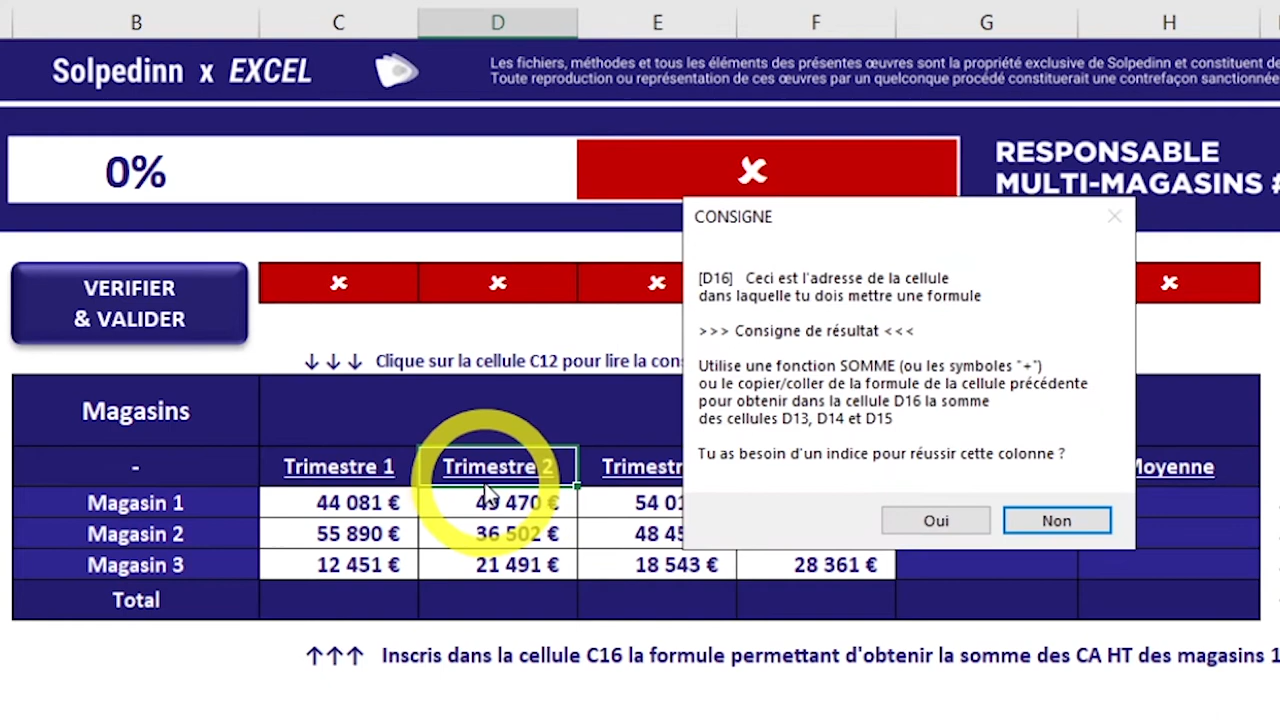 B C D E F G H
Solpedinn x EXCEL
Les fichiers, méthodes et tous les éléments des présentes œuvres sont la propriété exclusive de Solpedinn et constituent de
Toute reproduction ou représentation de ces œuvres par un quelconque procédé constituerait une contrefaçon sanctionnée
0%
RESPONSABLE
MULTI-MAGASINS #
CONSIGNE
[D16] Ceci est l'adresse de la cellule
dans laquelle tu dois mettre une formule
>>> Consigne de résultat <<<
Utilise une fonction SOMME (ou les symboles "+")
ou le copier/coller de la formule de la cellule précédente
pour obtenir dans la cellule D16 la somme
des cellules D13, D14 et D15
Tu as besoin d'un indice pour réussir cette colonne ?
Oui Non
VERIFIER
& VALIDER
↓ ↓ ↓ Clique sur la cellule C12 pour lire la cons
Magasins
- Trimestre 1 Trimestre 2 Trimestr Moyenne
Magasin 1 44 081 € 470 € 54 01
Magasin 2 55 890 € 36 502 € 48 45
Magasin 3 12 451 € 21 491 € 18 543 € 28 361 €
Total
↑↑↑ Inscris dans la cellule C16 la formule permettant d'obtenir la somme des CA HT des magasins 1